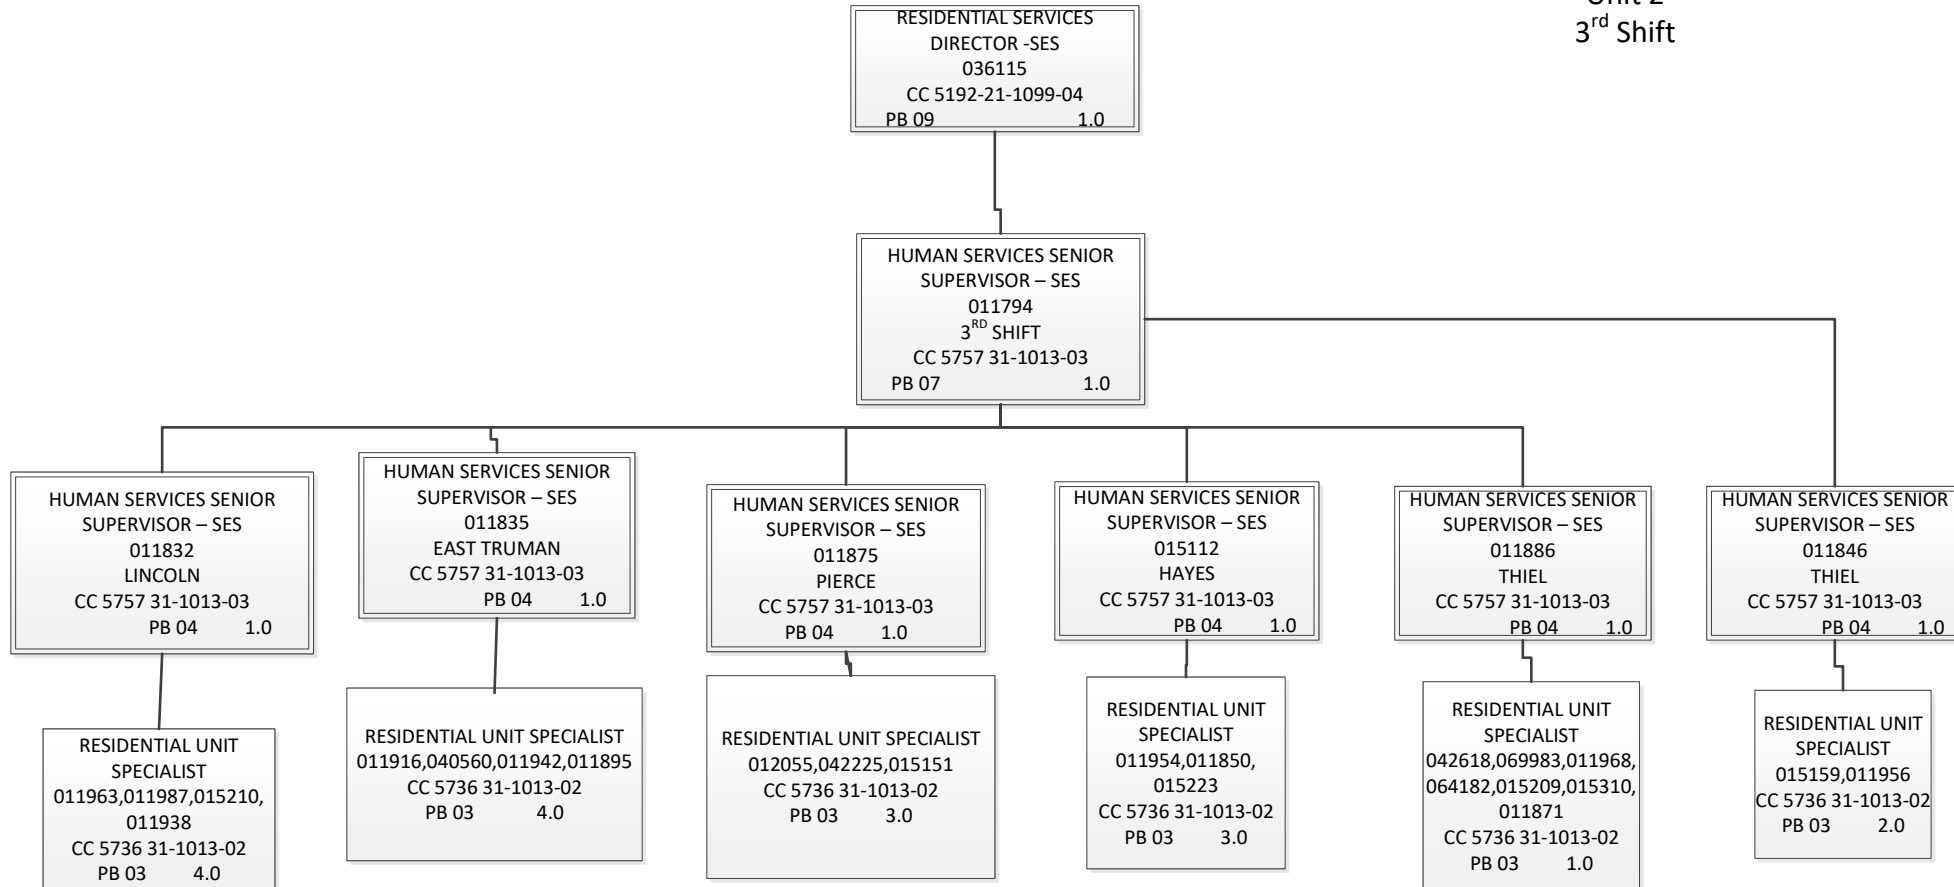 Unit 2
3rd Shift
RESIDENTIAL SERVICES
DIRECTOR -SES
036115
CC 5192-21-1099-04
PB 09 1.0
HUMAN SERVICES SENIOR
SUPERVISOR – SES
011794
3RD SHIFT
CC 5757 31-1013-03
PB 07 1.0
HUMAN SERVICES SENIOR
SUPERVISOR – SES
011832
LINCOLN
CC 5757 31-1013-03
PB 04 1.0
HUMAN SERVICES SENIOR
SUPERVISOR – SES
011835
EAST TRUMAN
CC 5757 31-1013-03
PB 04 1.0
HUMAN SERVICES SENIOR
SUPERVISOR – SES
011875
PIERCE
CC 5757 31-1013-03
PB 04 1.0
HUMAN SERVICES SENIOR
SUPERVISOR – SES
015112
HAYES
CC 5757 31-1013-03
PB 04 1.0
HUMAN SERVICES SENIOR
SUPERVISOR – SES
011886
THIEL
CC 5757 31-1013-03
PB 04 1.0
HUMAN SERVICES SENIOR
SUPERVISOR – SES
011846
THIEL
CC 5757 31-1013-03
PB 04 1.0
RESIDENTIAL UNIT
SPECIALIST
011963,011987,015210,
011938
CC 5736 31-1013-02
PB 03 4.0
RESIDENTIAL UNIT SPECIALIST
011916,040560,011942,011895
CC 5736 31-1013-02
PB 03 4.0
RESIDENTIAL UNIT SPECIALIST
012055,042225,015151
CC 5736 31-1013-02
PB 03 3.0
RESIDENTIAL UNIT
SPECIALIST
011954,011850,
015223
CC 5736 31-1013-02
PB 03 3.0
RESIDENTIAL UNIT
SPECIALIST
042618,069983,011968,
064182,015209,015310,
011871
CC 5736 31-1013-02
PB 03 1.0
RESIDENTIAL UNIT
SPECIALIST
015159,011956
CC 5736 31-1013-02
PB 03 2.0